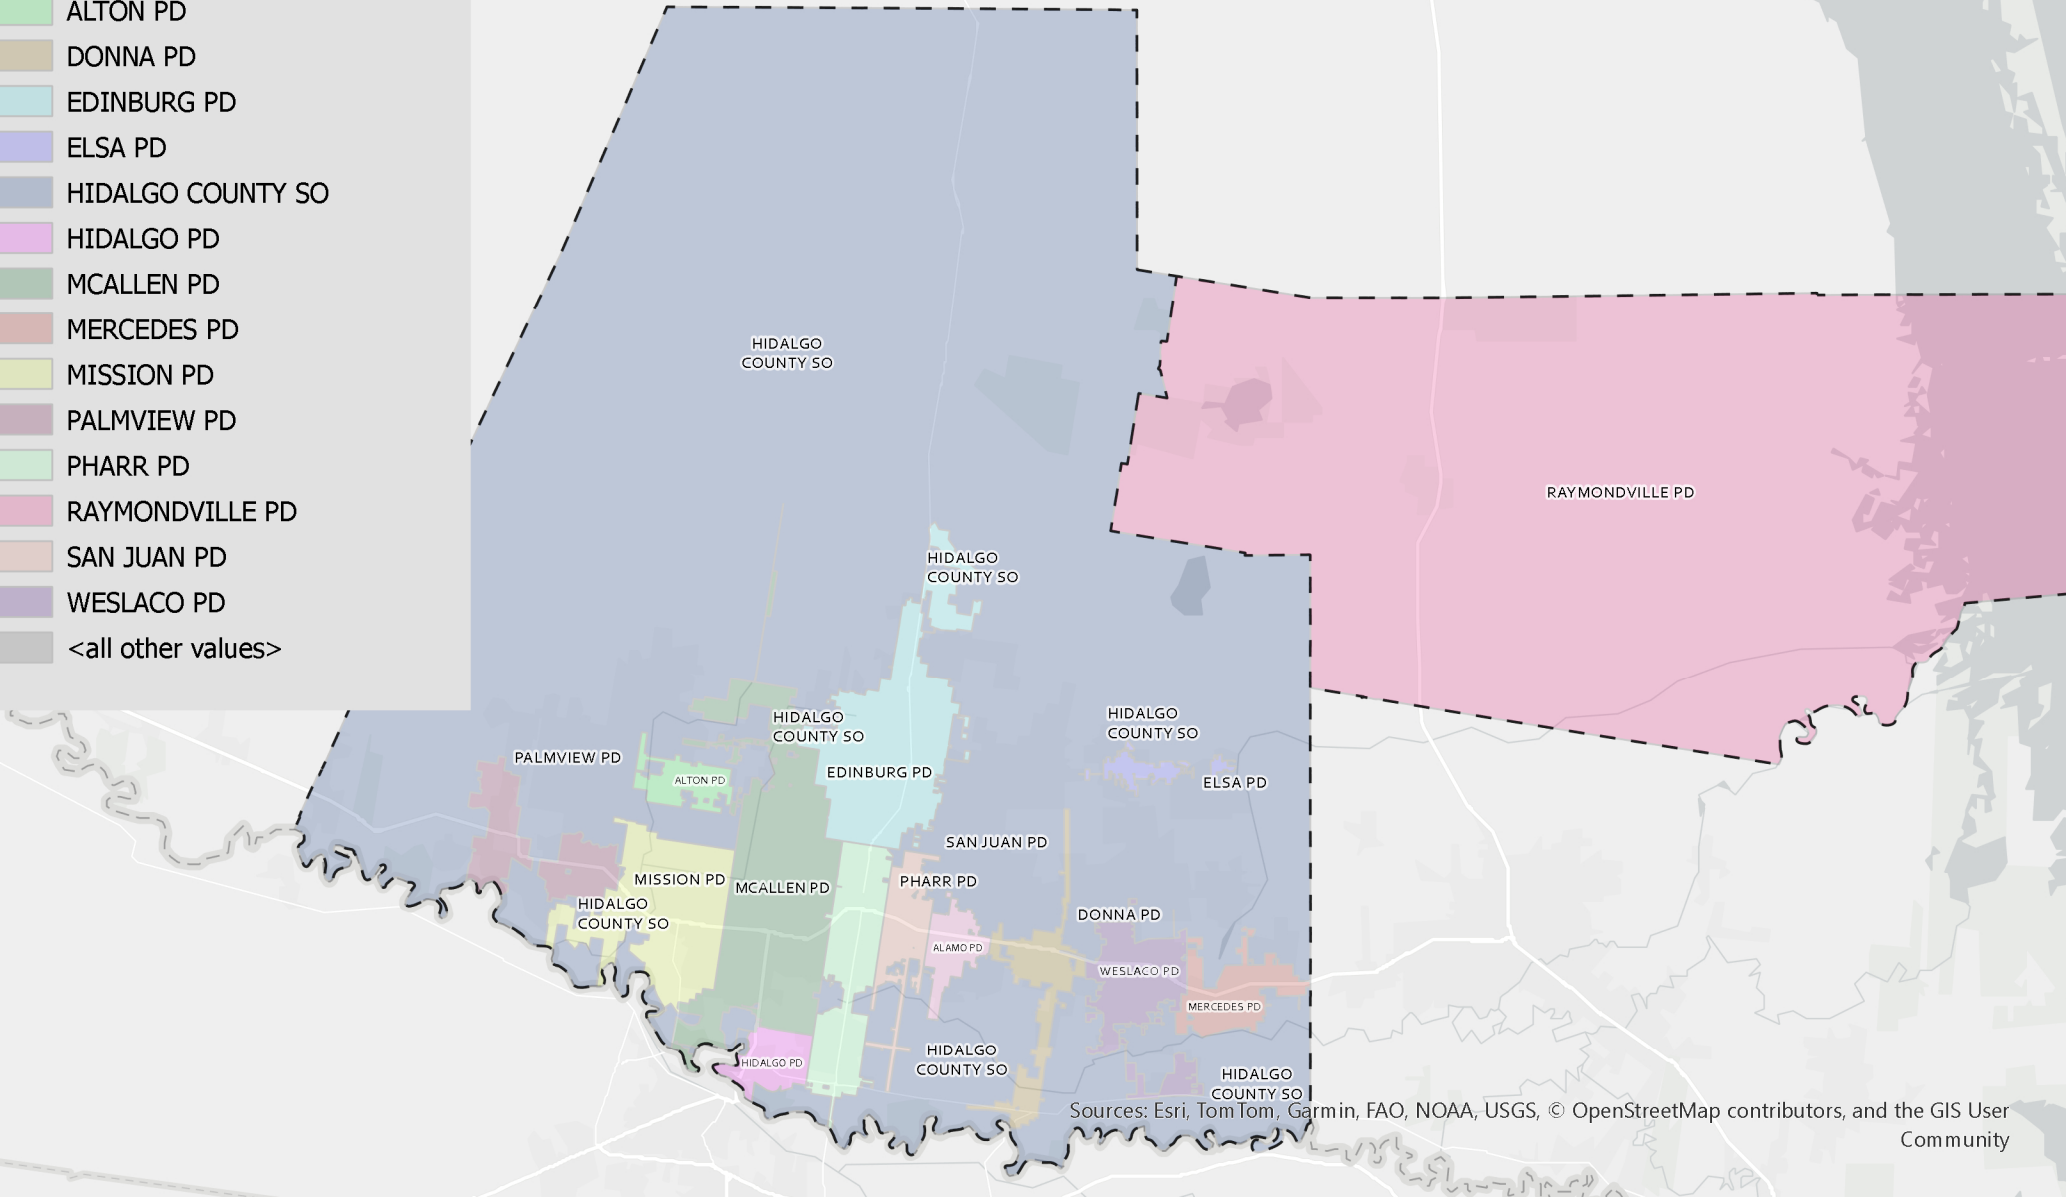 ALTON PD
DONNA PD
EDINBURG PD
ELSA PD
HIDALGO COUNTY SO
HIDALGO PD
MCALLEN PD
MERCEDES PD
MISSION PD
PALMVIEW PD
PHARR PD
RAYMONDVILLE PD
SAN JUAN PD
WESLACO PD
<all other values>
HIDALGO
COUNTY SO
RAYMONDVILLE PD
HIDALGO
COUNTY SO
HIDALGO
COUNTY SO
HIDALGO
COUNTY SO
PALMVIEW PD
ALTON PD
EDINBURG PD
ELSA PD
SAN JUAN PD
MISSION PD
MCALLEN PD
PHARR PD
HIDALGO
COUNTY SO
DONNA PD
ALAMO PD
WESLACO PD
MERCEDES PD
HIDALGO PD
HIDALGO
COUNTY SO
HIDALGO
COUNTY SO
Sources: Esri, TomTom, Garmin, FAO, NOAA, USGS, © OpenStreetMap contributors, and the GIS User
Community